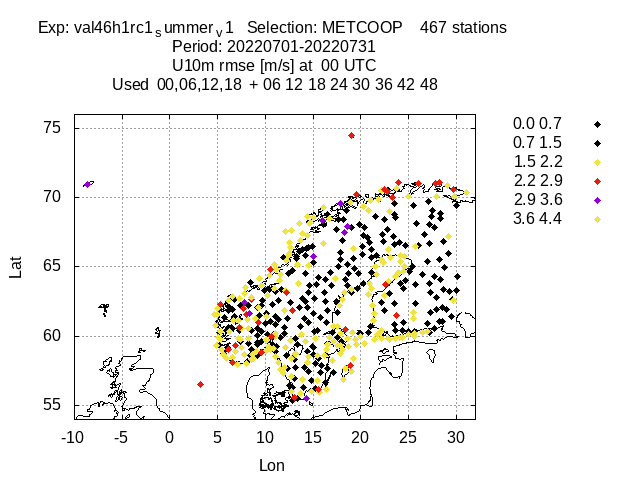 Exp: val46h1rc1ₛummerᵥ1 Selection: METCOOP 467 stations
Period: 20220701-20220731
U10m rmse [m/s] at 00 UTC
Used 00,06,12,18 + 06 12 18 24 30 36 42 48
0.0 0.7
0.7 1.5
1.5 2.2
2.2 2.9
2.9 3.6
3.6 4.4
75
70
65
60
55
Lat
-10 -5 0 5 10 15 20 25 30
Lon